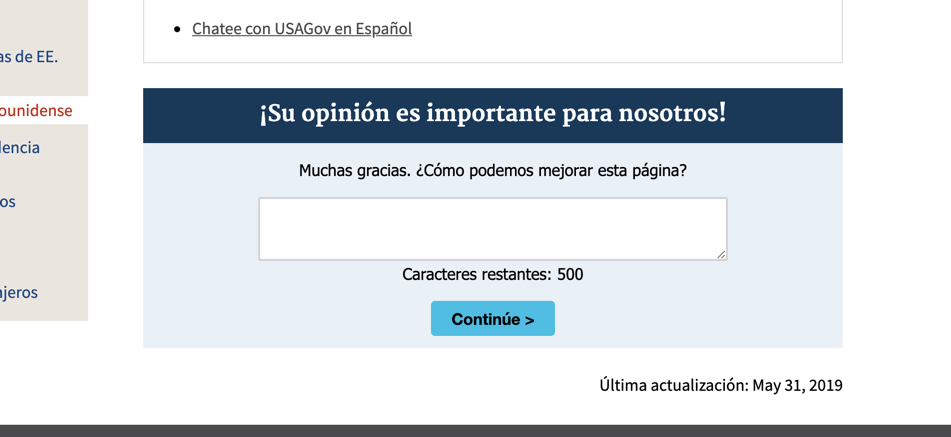 Chatee con USAGov en Español
as de EE.
ounidense
lencia
os
njeros
¡Su opinión es importante para nosotros!
Muchas gracias. ¿Cómo podemos mejorar esta página?
Caracteres restantes: 500
Continúe >
Última actualización: May 31, 2019